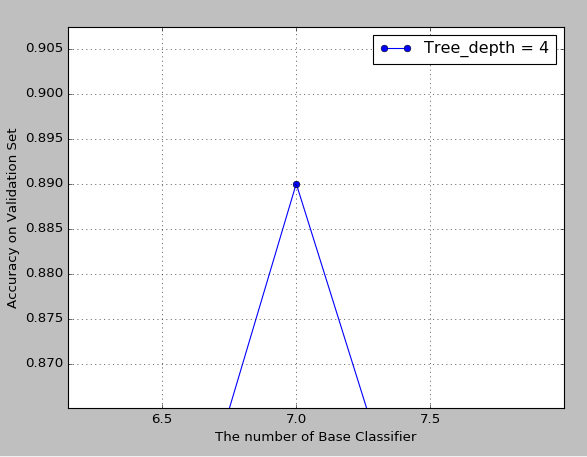 Tree_depth = 4
0.905
0.900
0.895
0.890
0.885
0.880
0.875
0.870
Accuracy on Validation Set
6.5 7.0 7.5
The number of Base Classifier